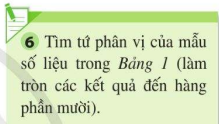 6 Tìm tứ phân vị của mẫu
số liệu trong Bảng 1 (làm
tròn các kết quả đến hàng
phần mười).